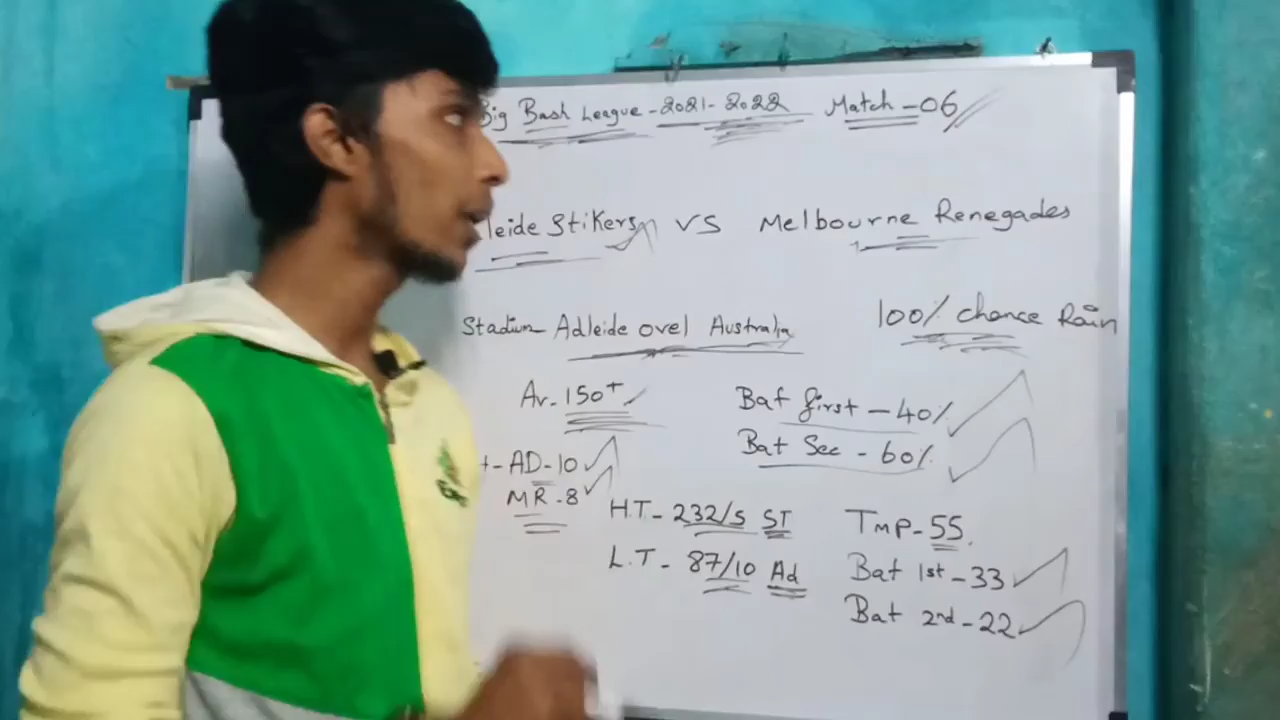 Big Bash League - 2021-2022 Match - 06
leide Stikers VS Melbourne Renegades
Stadium Adleide ovel Australia
100% chance Rain
Av - 150+
Bat first - 40%
Bat Sec - 60%
AD - 10
MR - 8
H.T - 232/5 ST
L.T - 87/10 Ad
Tmp - 55.
Bat 1st - 33
Bat 2nd - 22